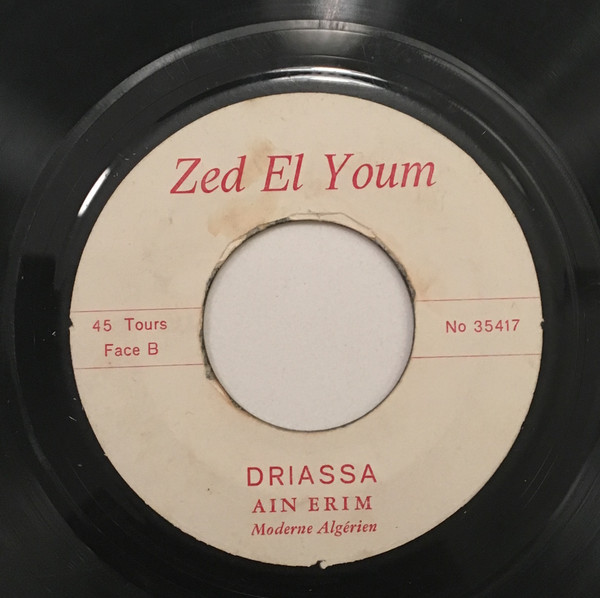 Zed El Youm
45 Tours
Face B
No 35417
DRIASSA
AIN ERIM
Moderne Algérien